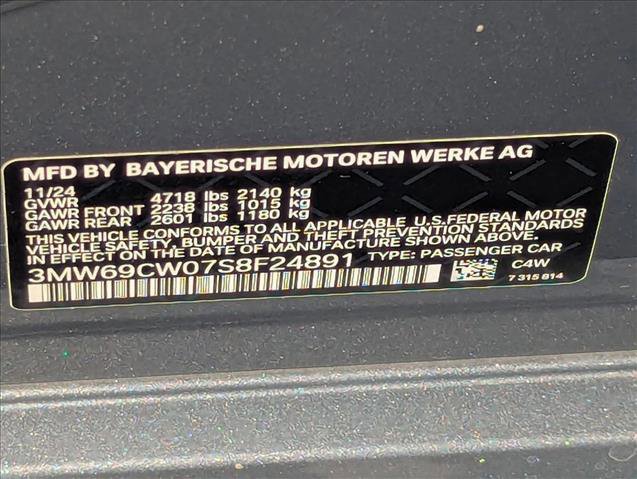 MFD BY BAYERISCHE MOTOREN WERKE AG
11/24
GVWR 4718 lbs 2140 kg
GAWR FRONT 2238 lbs 1015 kg
GAWR REAR 2601 lbs 1180 kg
THIS VEHICLE CONFORMS TO ALL APPLICABLE U.S.FEDERAL MOTOR
VEHICLE SAFETY, BUMPER AND THEFT PREVENTION STANDARDS
IN EFFECT ON THE DATE OF MANUFACTURE SHOWN ABOVE
3MW69CW07S8F24891 TYPE: PASSENGER CAR
C4W
7 315 814